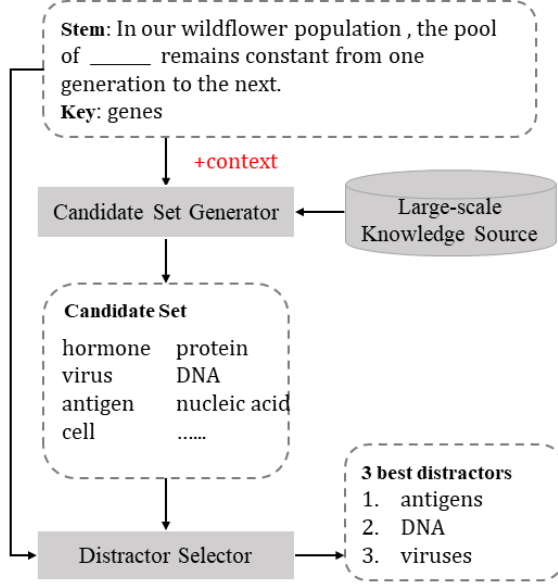 Stem: In our wildflower population , the pool
of ______ remains constant from one
generation to the next.
Key: genes
+context
Candidate Set Generator
Large-scale
Knowledge Source
Candidate Set
hormone protein
virus DNA
antigen nucleic acid
cell …...
3 best distractors
1. antigens
2. DNA
3. viruses
Distractor Selector